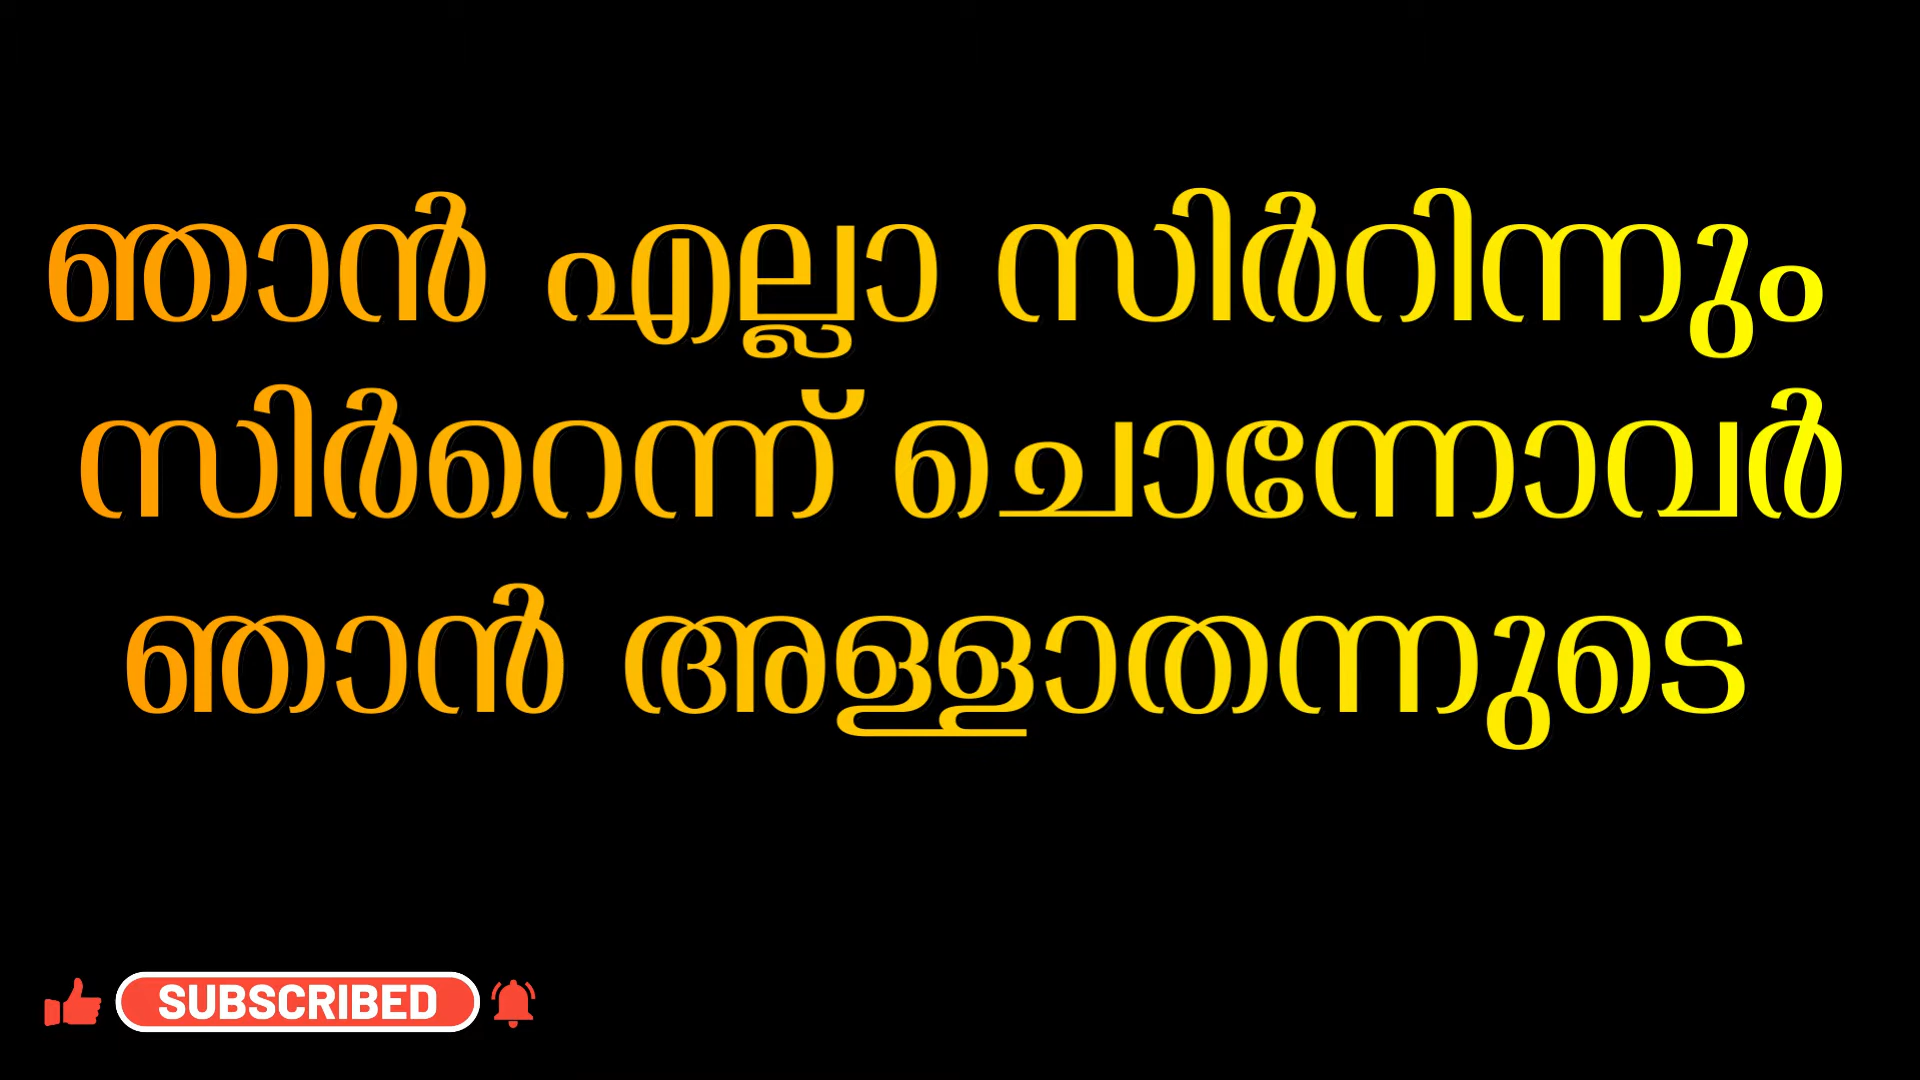 ഞാൻ എല്ലാ സിർറിന്നും
സിർറെന്ന് ചൊന്നോവർ
ഞാൻ അള്ളാതന്നുടെ
SUBSCRIBED